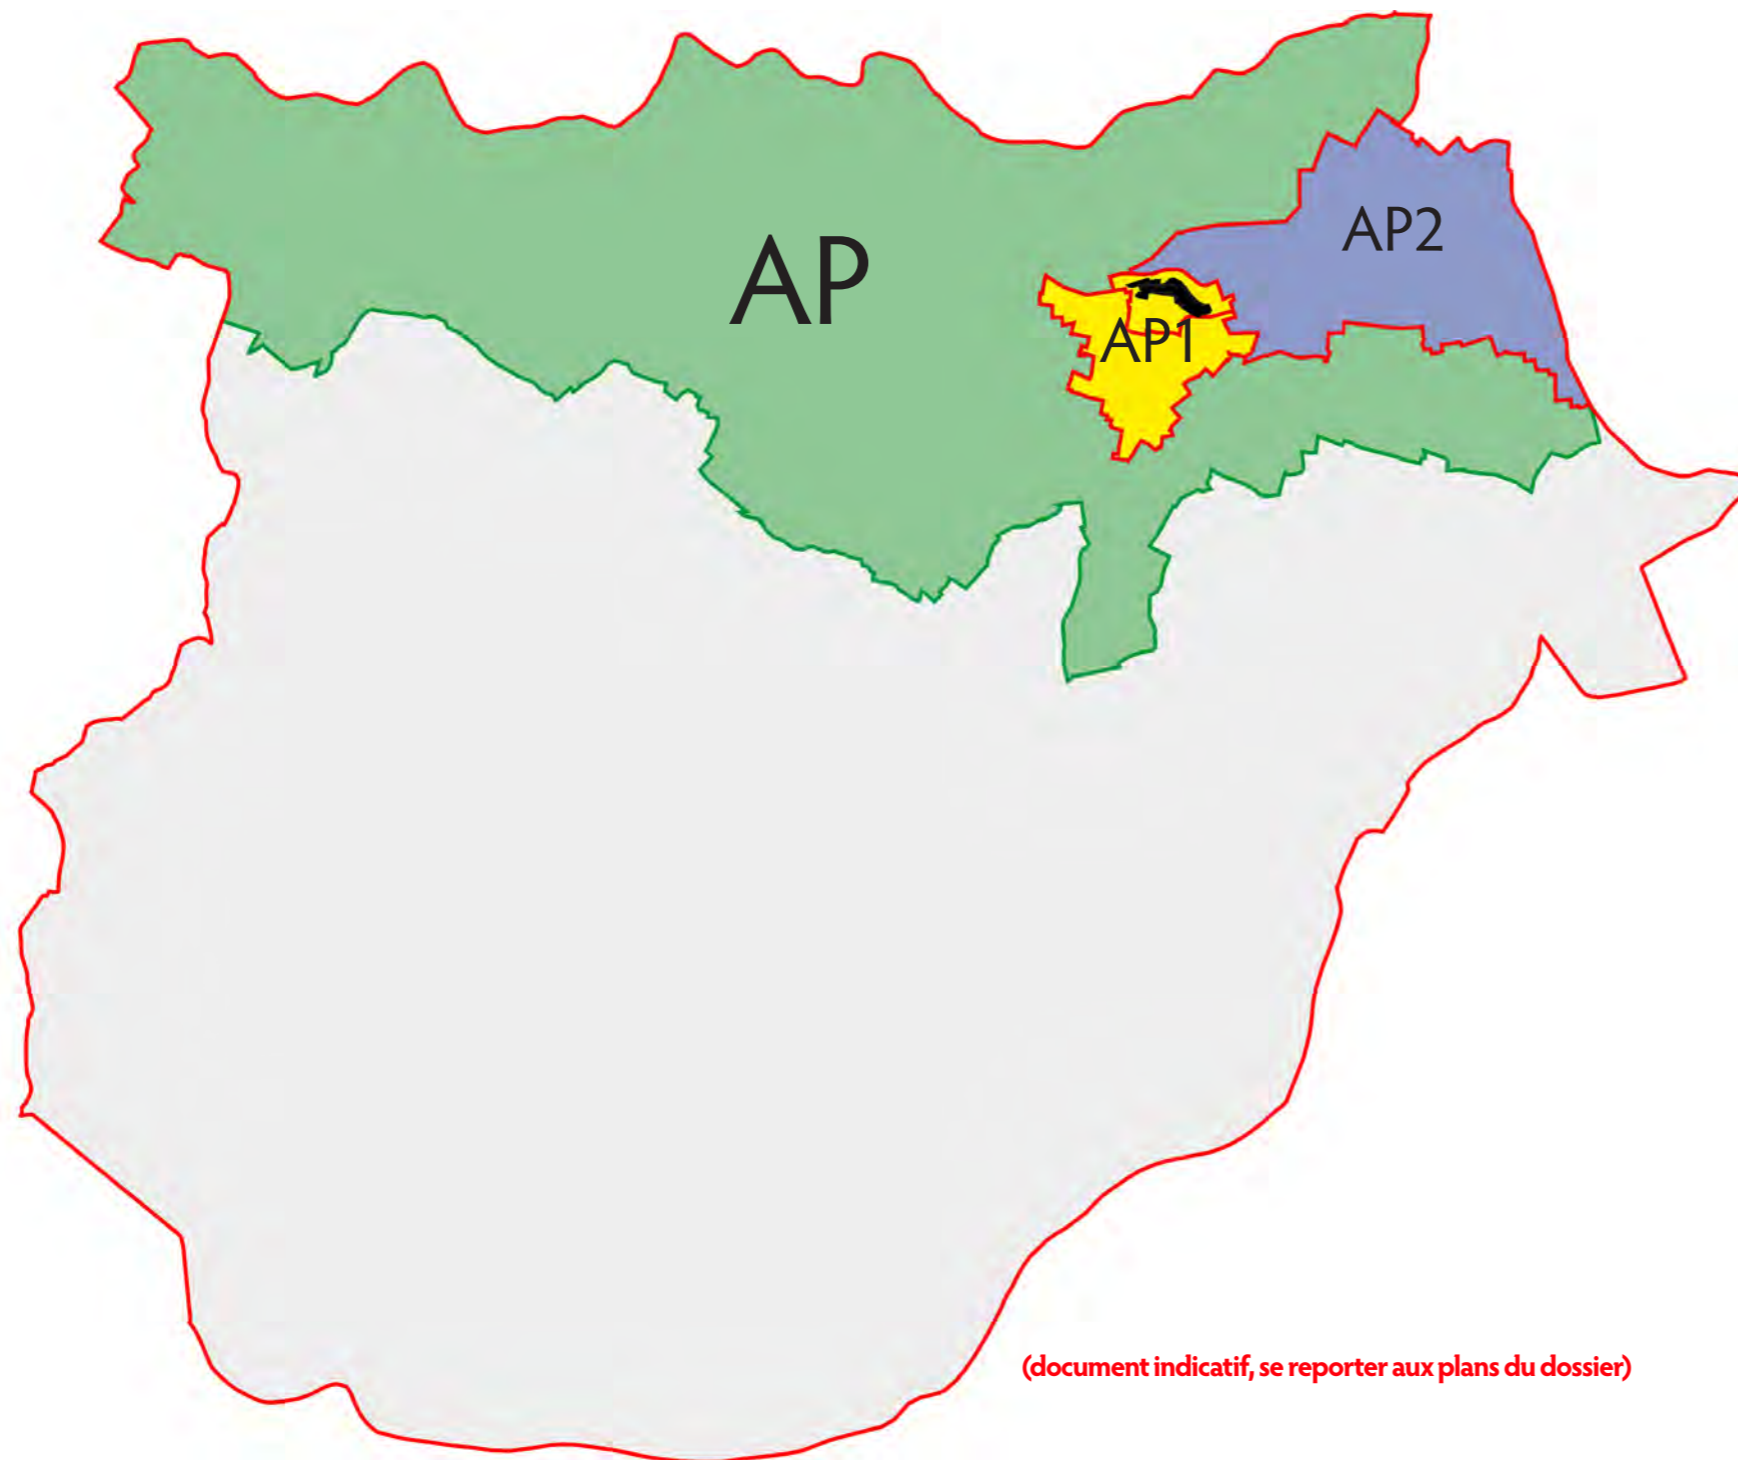 AP2
AP
AP1
(document indicatif, se reporter aux plans du dossier)